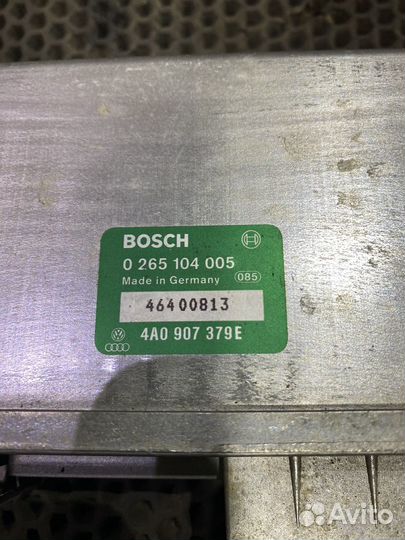 BOSCH
0 265 104 005
Made in Germany 085
46400813
4A0 907 379E
Avito